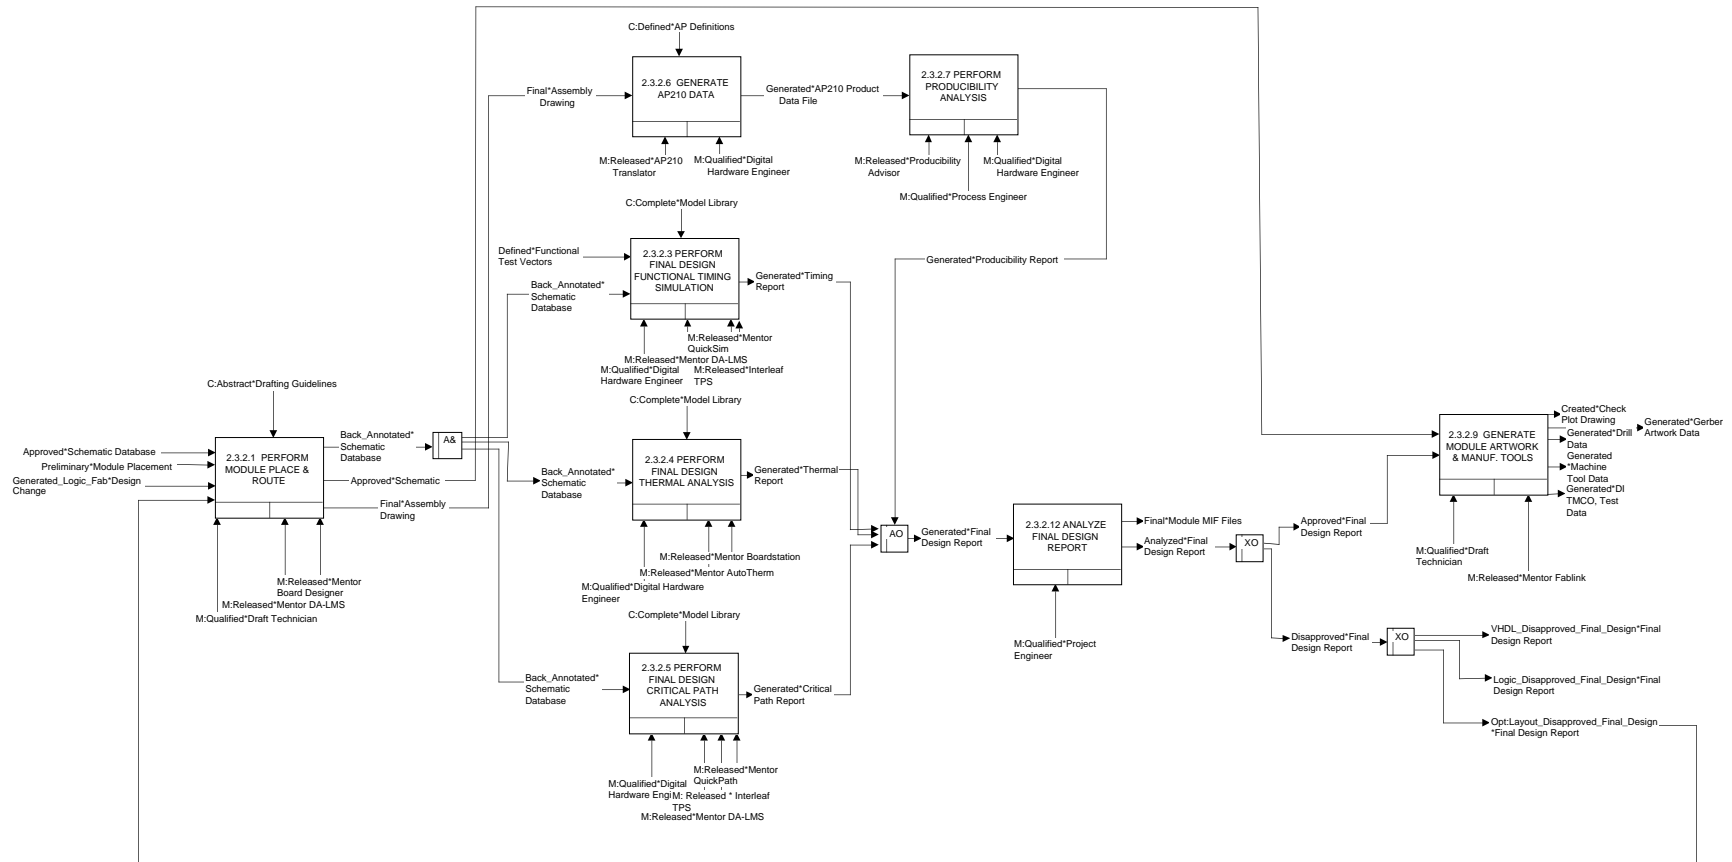 C:Defined*AP Definitions
2.3.2.6 GENERATE
AP210 DATA
Final*Assembly
Drawing
Generated*AP210 Product
Data File
M:Released*AP210
Translator
M:Qualified*Digital
Hardware Engineer
2.3.2.7 PERFORM
PRODUCIBILITY
ANALYSIS
M:Released*Producibility
Advisor
M:Qualified*Digital
Hardware Engineer
M:Qualified*Process Engineer
Generated*Producibility Report
C:Complete*Model Library
Defined*Functional
Test Vectors
Back_Annotated*
Schematic
Database
2.3.2.3 PERFORM
FINAL DESIGN
FUNCTIONAL TIMING
SIMULATION
Generated*Timing
Report
M:Released*Mentor
QuickSim
M:Released*Mentor DA-LMS
M:Qualified*Digital
Hardware Engineer
M:Released*Interleaf
TPS
C:Abstract*Drafting Guidelines
Approved*Schematic Database
Preliminary*Module Placement
Generated_Logic_Fab*Design
Change
2.3.2.1 PERFORM
MODULE PLACE &
ROUTE
Back_Annotated*
Schematic
Database
Approved*Schematic
Final*Assembly
Drawing
A&
M:Released*Mentor
Board Designer
M:Released*Mentor DA-LMS
M:Qualified*Draft Technician
C:Complete*Model Library
Back_Annotated*
Schematic
Database
2.3.2.4 PERFORM
FINAL DESIGN
THERMAL ANALYSIS
Generated*Thermal
Report
M:Released*Mentor Boardstation
M:Released*Mentor AutoTherm
M:Qualified*Digital Hardware
Engineer
C:Complete*Model Library
Back_Annotated*
Schematic
Database
2.3.2.5 PERFORM
FINAL DESIGN
CRITICAL PATH
ANALYSIS
Generated*Critical
Path Report
M:Released*Mentor
QuickPath
M:Qualified*Digital
Hardware Engi
M: Released * Interleaf
TPS
M:Released*Mentor DA-LMS
AO
Generated*Final
Design Report
2.3.2.12 ANALYZE
FINAL DESIGN
REPORT
M:Qualified*Project
Engineer
Final*Module MIF Files
Analyzed*Final
Design Report
XO
Approved*Final
Design Report
Disapproved*Final
Design Report
XO
VHDL_Disapproved_Final_Design*Final
Design Report
Logic_Disapproved_Final_Design*Final
Design Report
Opt:Layout_Disapproved_Final_Design
*Final Design Report
2.3.2.9 GENERATE
MODULE ARTWORK
& MANUF. TOOLS
M:Qualified*Draft
Technician
M:Released*Mentor Fablink
Created*Check
Plot Drawing
Generated*Gerber
Artwork Data
Generated*Drill
Data
Generated
*Machine
Tool Data
Generated*DI
TMCO, Test
Data